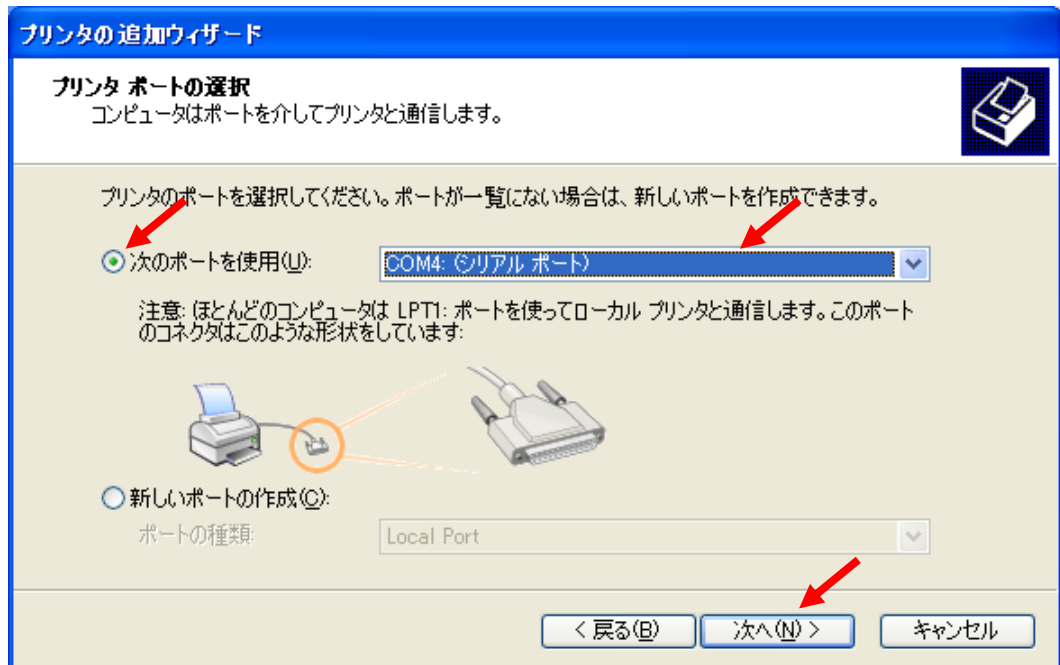 プリンタの追加ウィザード
プリンタ ポートの選択
コンピュータはポートを介してプリンタと通信します。
プリンタのポートを選択してください。ポートが一覧にない場合は、新しいポートを作成できます。
次のポートを使用(U):
COM4: (シリアル ポート)
注意: ほとんどのコンピュータは LPT1: ポートを使ってローカル プリンタと通信します。このポート
のコネクタはこのような形状をしています:
新しいポートの作成(C):
ポートの種類:
Local Port
< 戻る(B)
次へ(N) >
キャンセル